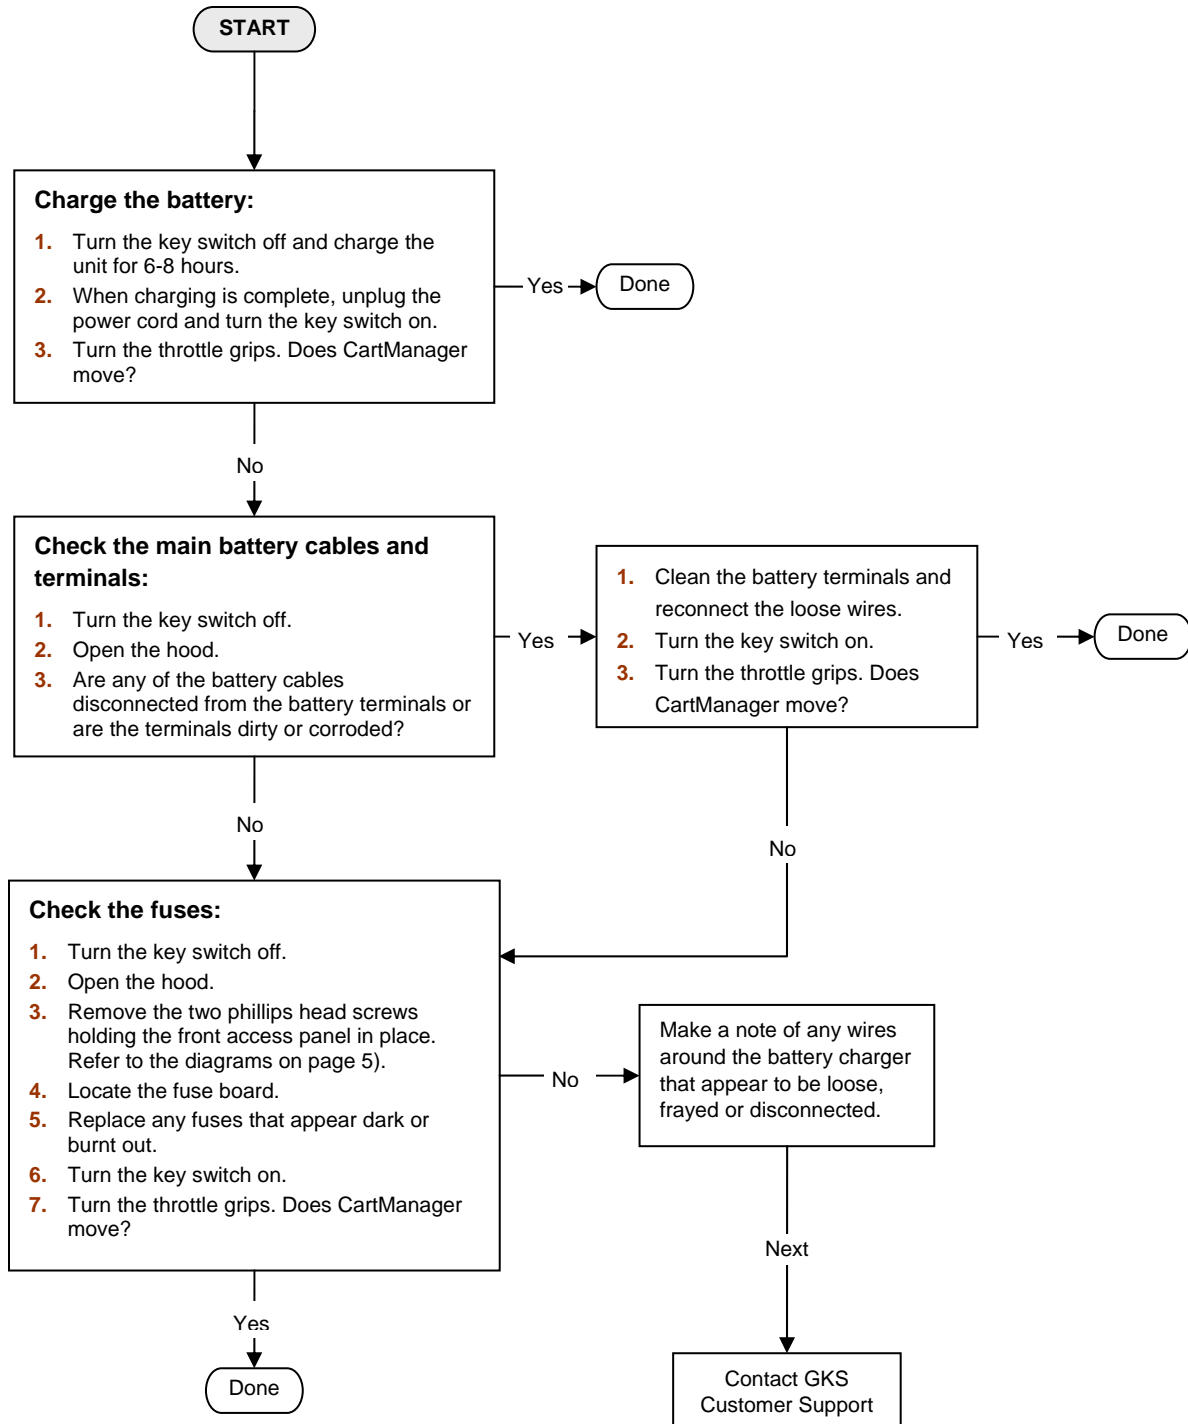 START
Charge the battery:
1. Turn the key switch off and charge the
unit for 6-8 hours.
2. When charging is complete, unplug the
power cord and turn the key switch on.
3. Turn the throttle grips. Does CartManager
move?
Yes
Done
No
Check the main battery cables and
terminals:
1. Turn the key switch off.
2. Open the hood.
3. Are any of the battery cables
disconnected from the battery terminals or
are the terminals dirty or corroded?
Yes
1. Clean the battery terminals and
reconnect the loose wires.
2. Turn the key switch on.
3. Turn the throttle grips. Does
CartManager move?
Yes
Done
No
No
Check the fuses:
1. Turn the key switch off.
2. Open the hood.
3. Remove the two phillips head screws
holding the front access panel in place.
Refer to the diagrams on page 5).
4. Locate the fuse board.
5. Replace any fuses that appear dark or
burnt out.
6. Turn the key switch on.
7. Turn the throttle grips. Does CartManager
move?
No
Make a note of any wires
around the battery charger
that appear to be loose,
frayed or disconnected.
Next
Yes
Done
Contact GKS
Customer Support